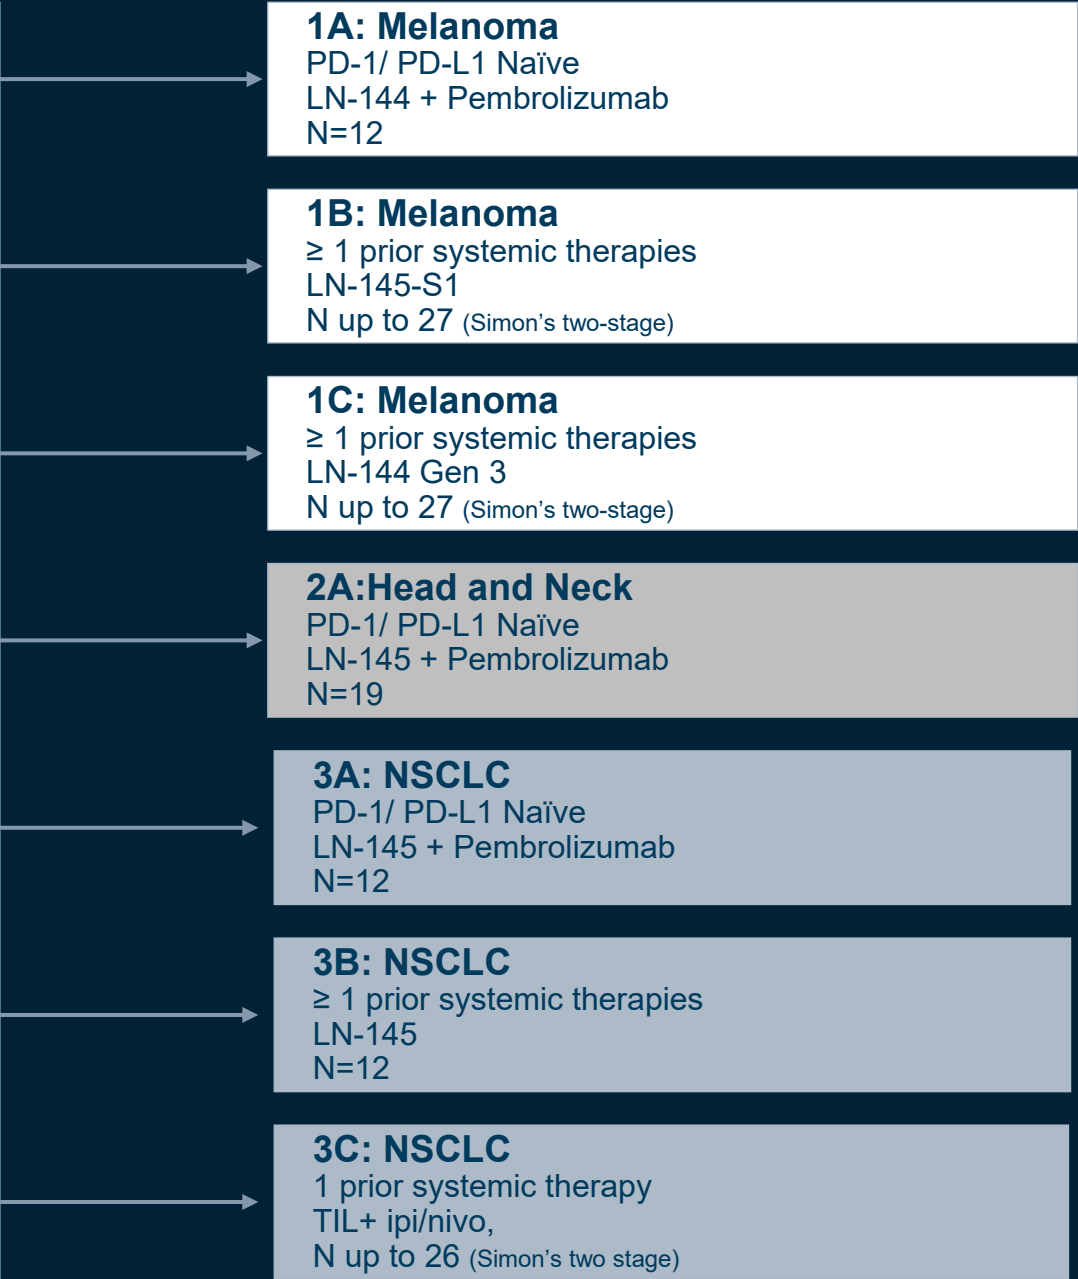 1A: Melanoma
PD-1/ PD-L1 Naïve
LN-144 + Pembrolizumab
N=12
1B: Melanoma
≥ 1 prior systemic therapies
LN-145-S1
N up to 27 (Simon’s two-stage)
1C: Melanoma
≥ 1 prior systemic therapies
LN-144 Gen 3
N up to 27 (Simon’s two-stage)
2A:Head and Neck
PD-1/ PD-L1 Naïve
LN-145 + Pembrolizumab
N=19
3A: NSCLC
PD-1/ PD-L1 Naïve
LN-145 + Pembrolizumab
N=12
3B: NSCLC
≥ 1 prior systemic therapies
LN-145
N=12
3C: NSCLC
1 prior systemic therapy
TIL+ ipi/nivo,
N up to 26 (Simon’s two stage)